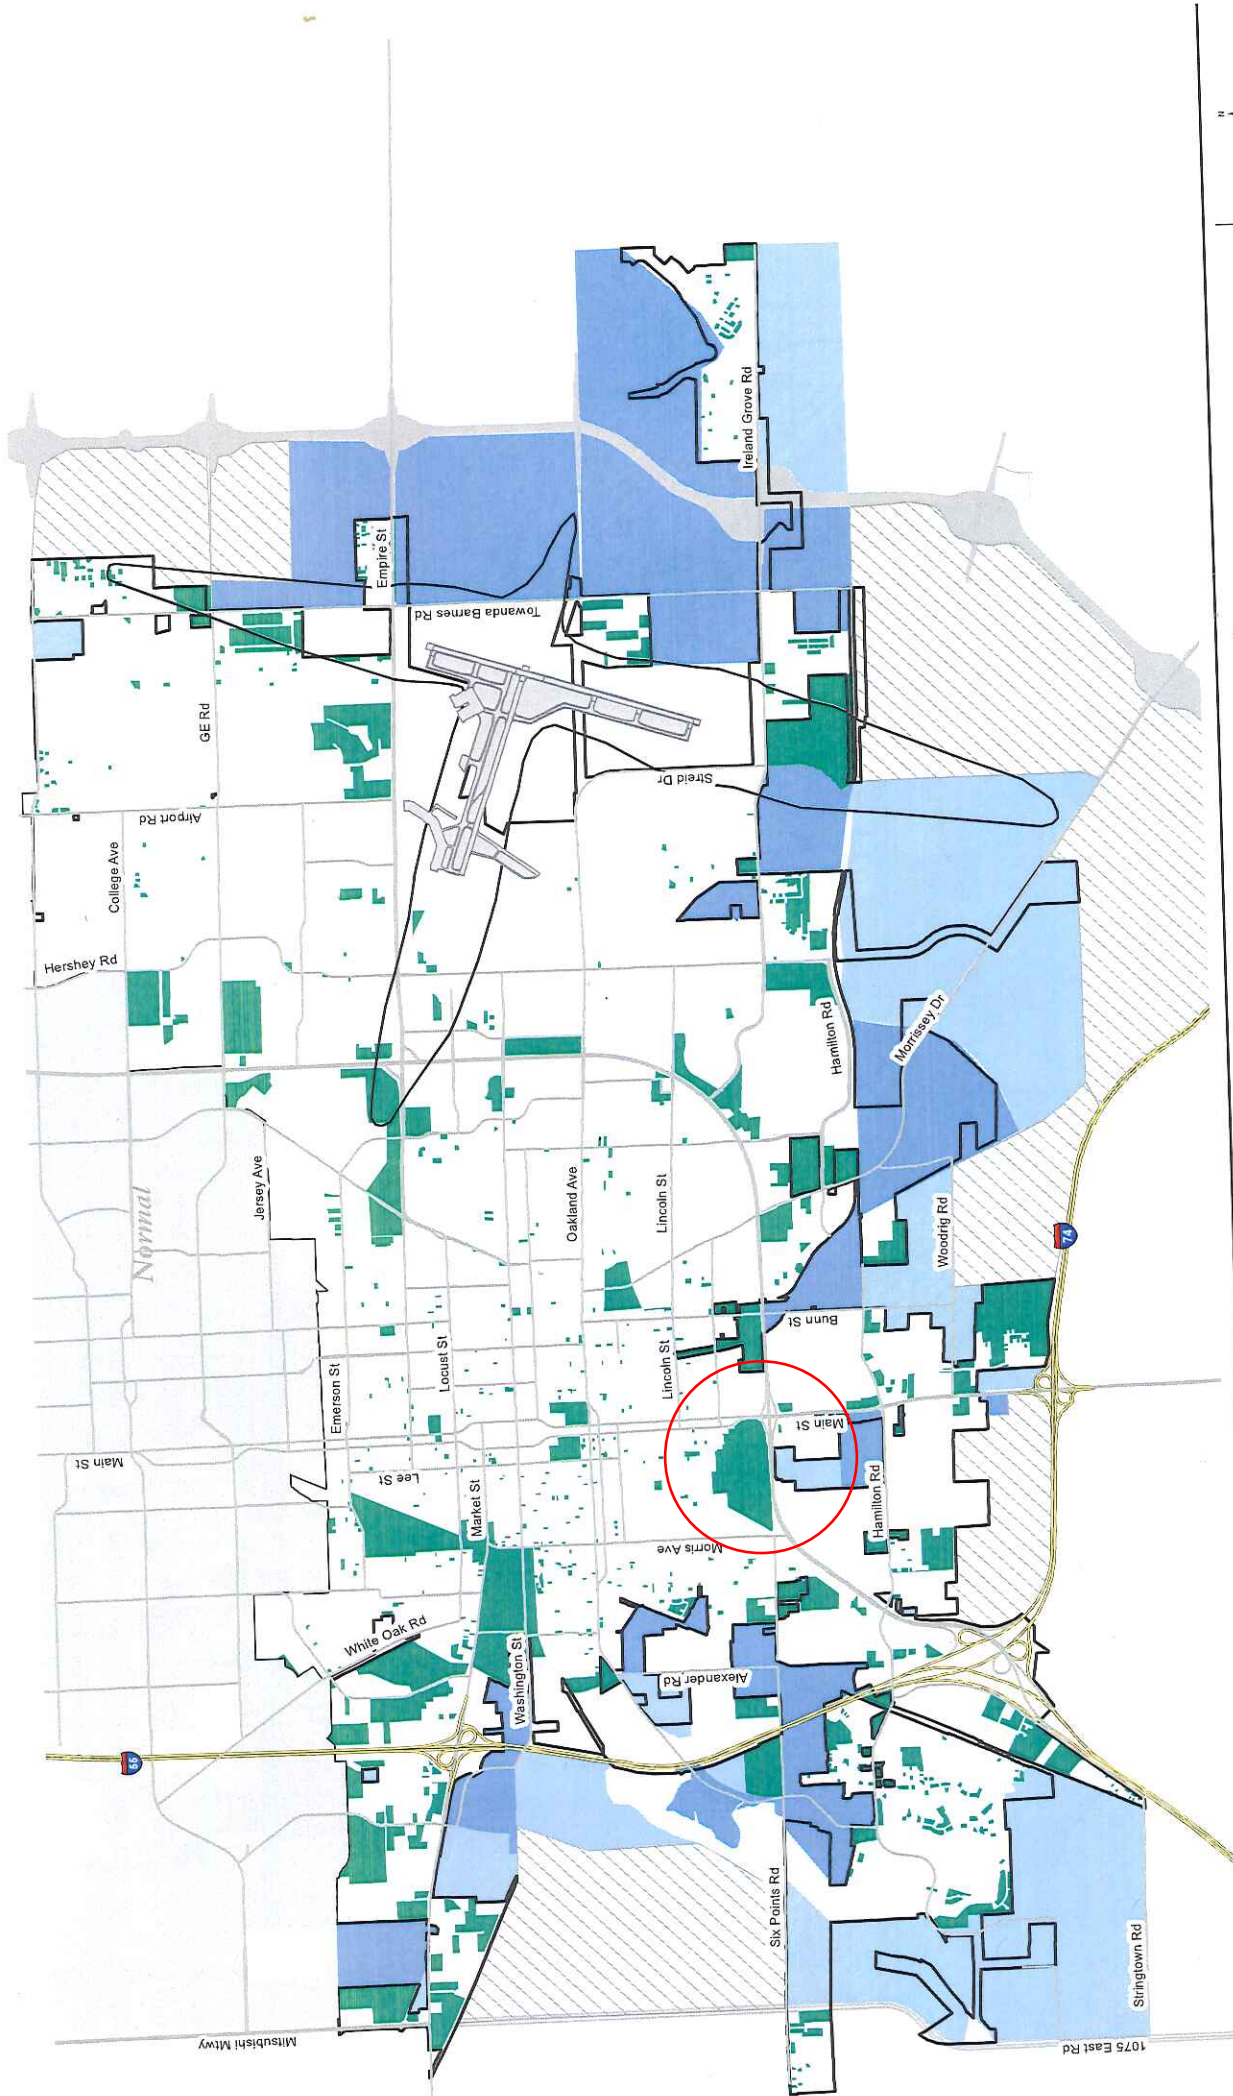 N
Ireland Grove Rd
Empire St
Towanda Barnes Rd
GE Rd
Streid Dr
Airport Rd
College Ave
Hershey Rd
Hamilton Rd
Morrissey Dr
Normal
Jersey Ave
Oakland Ave
Lincoln St
Woodrig Rd
74
Bunn St
Emerson St
Locust St
Lincoln St
Main St
Main St
Lee St
Market St
Hamilton Rd
Morris Ave
White Oak Rd
Washington St
Alexander Rd
55
Six Points Rd
Stringtown Rd
Mitsubishi Mtwy
1075 East Rd